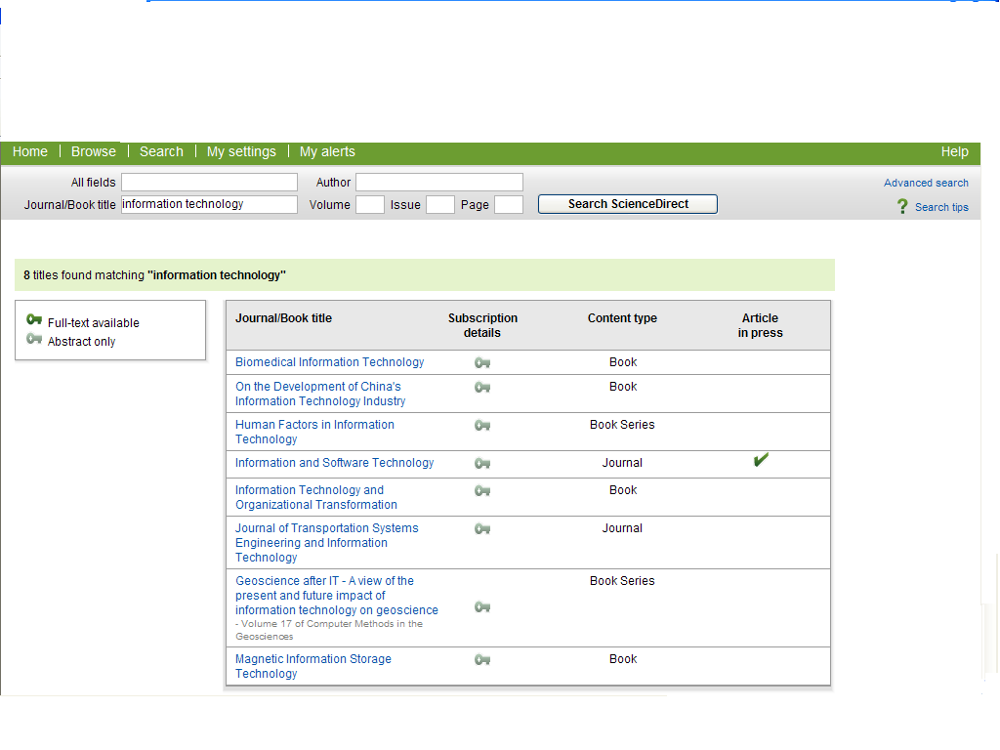 Home Browse Search My settings My alerts Help
All fields Author Advanced search
Journal/Book title information technology Volume Issue Page Search ScienceDirect ? Search tips
8 titles found matching "information technology"
Full-text available
Abstract only
Journal/Book title Subscription details Content type Article in press
Biomedical Information Technology Book
On the Development of China's Book
Information Technology Industry
Human Factors in Information Book Series
Technology
Information and Software Technology Journal
Information Technology and Book
Organizational Transformation
Journal of Transportation Systems Journal
Engineering and Information
Technology
Geoscience after IT - A view of the Book Series
present and future impact of
information technology on geoscience
- Volume 17 of Computer Methods in the
Geosciences
Magnetic Information Storage Book
Technology